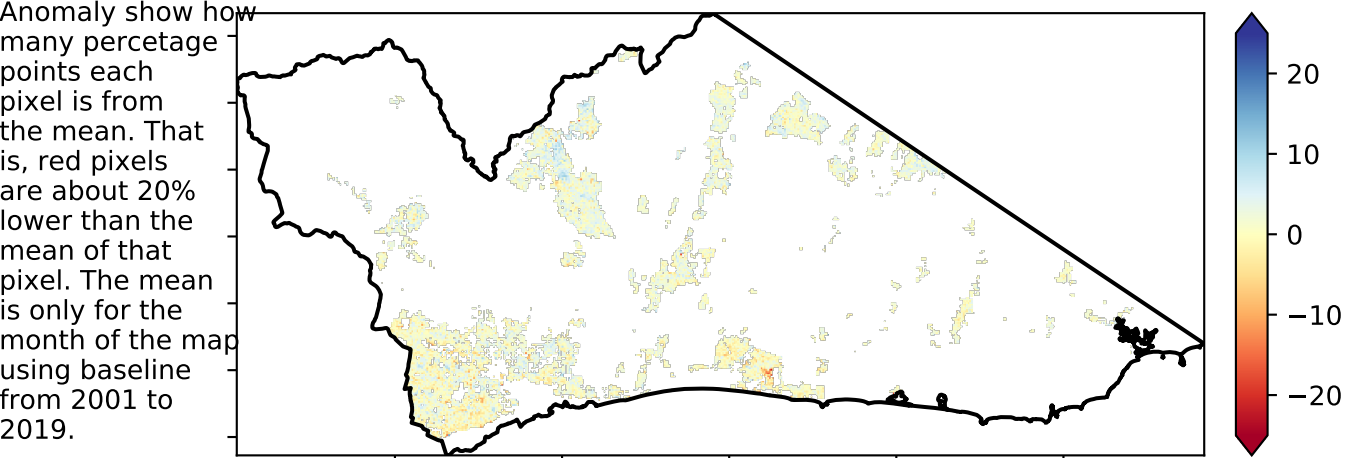 Anomaly show how
many percetage
points each
pixel is from
the mean. That
is, red pixels
are about 20%
lower than the
mean of that
pixel. The mean
is only for the
month of the map
using baseline
from 2001 to
2019.
20
10
0
−10
−20